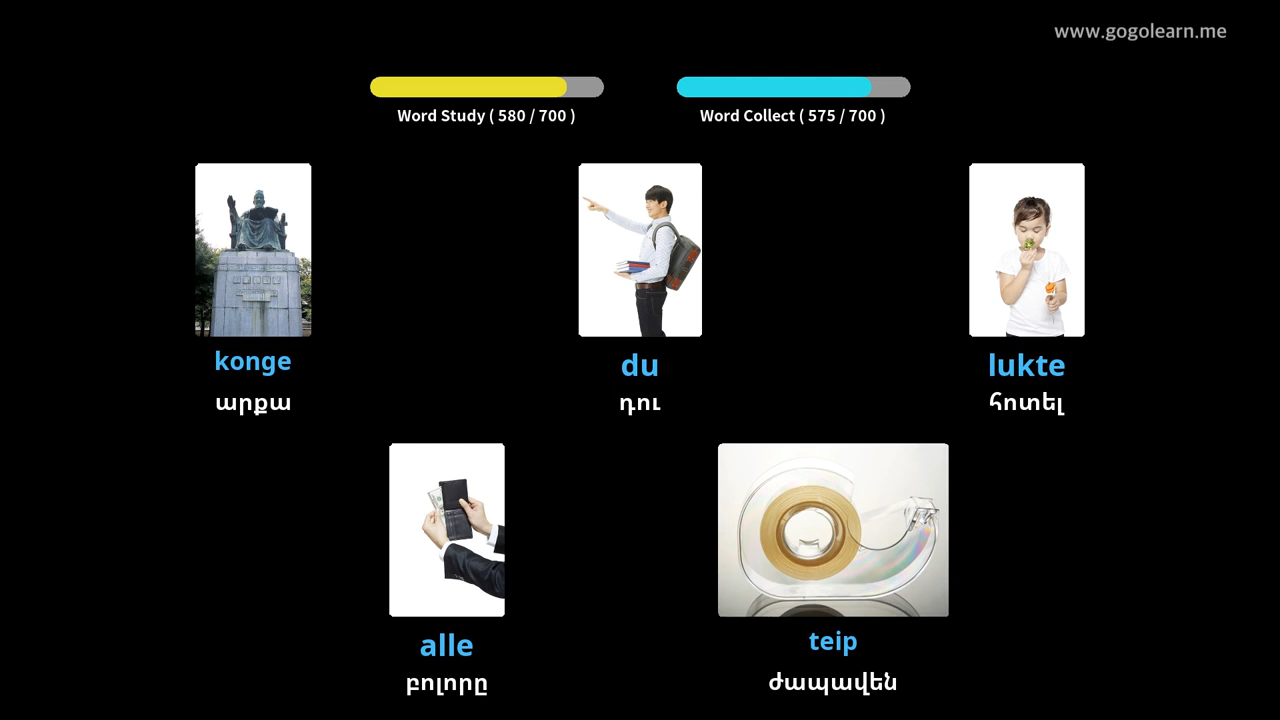 www.gogolearn.me
Word Study ( 580 / 700 )
Word Collect ( 575 / 700 )
konge
արքա
du
դու
lukte
հոտել
alle
բոլորը
teip
ժապավեն